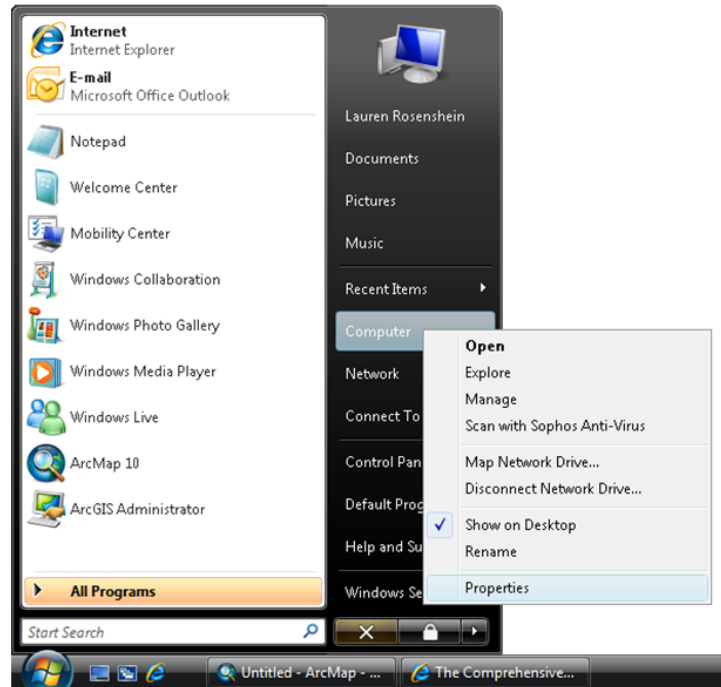 Internet
Internet Explorer
E-mail
Microsoft Office Outlook
Notepad
Welcome Center
Mobility Center
Windows Collaboration
Windows Photo Gallery
Windows Media Player
Windows Live
ArcMap 10
ArcGIS Administrator
All Programs
Start Search
Lauren Rosenshein
Documents
Pictures
Music
Recent Items
Computer
Network
Connect To
Control Pan
Default Prog
Help and Su
Windows Se
Open
Explore
Manage
Scan with Sophos Anti-Virus
Map Network Drive...
Disconnect Network Drive...
Show on Desktop
Rename
Properties
Untitled - ArcMap - ...
The Comprehensive...